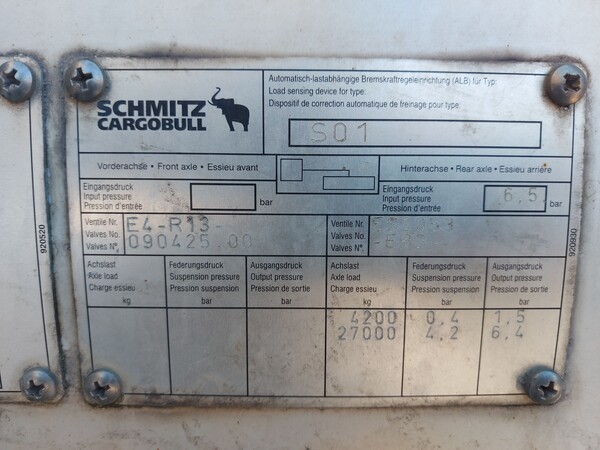 SCHMITZ
CARGOBULL
Automatisch-lastabhängige Bremskraftregeleinrichtung (ALB) für Typ:
Load sensing device for type:
Dispositif de correction automatique de freinage pour type:
S01
Vorderachse - Front axle - Essieu avant
Hinterachse - Rear axle - Essieu arrière
Eingangsdruck
Input pressure
Pression d'entrée
bar
Eingangsdruck
Input pressure
Pression d'entrée
6.5
bar
Ventile Nr.
Valves No.
Valves N°.
E4-R13-
090425 00
Ventile Nr.
Valves No.
Valves N°.
Achslast
Axle load
Charge essieu
kg
Federungsdruck
Suspension pressure
Pression suspension
bar
Ausgangsdruck
Output pressure
Pression de sortie
bar
Achslast
Axle load
Charge essieu
kg
Federungsdruck
Suspension pressure
Pression suspension
bar
Ausgangsdruck
Output pressure
Pression de sortie
bar
4200 0,4 1.5
27000 4.2 6.4
920520
920930